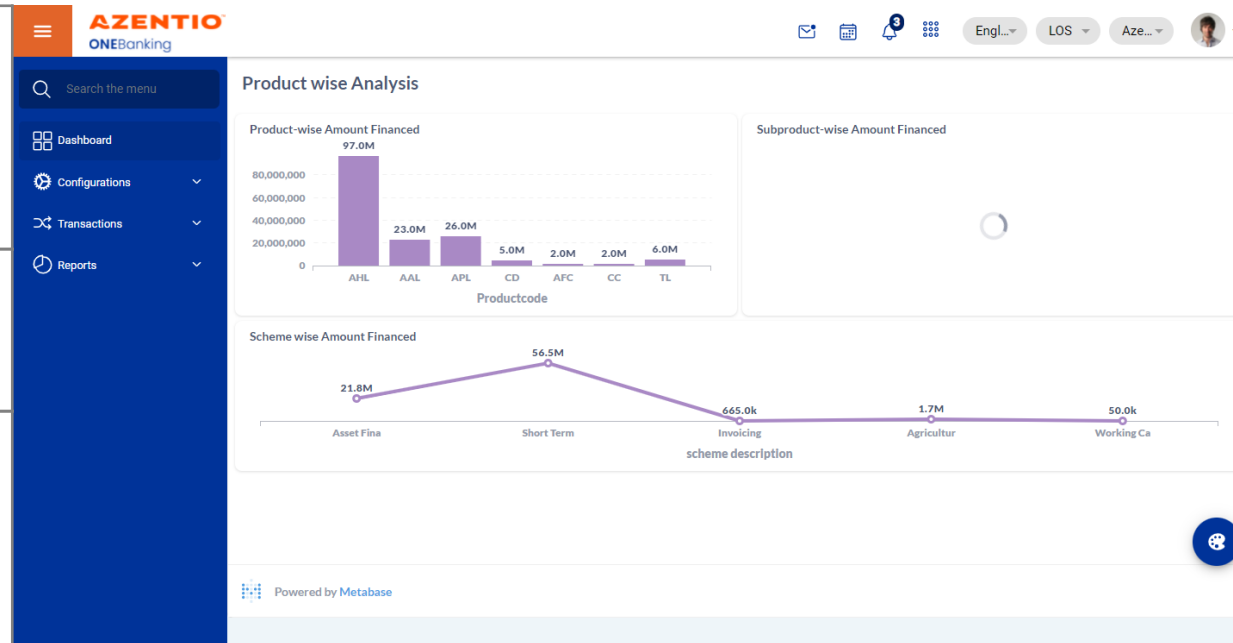 AZENTIO
ONEBanking
3
Engl...
LOS
Aze...
Search the menu
Dashboard
Configurations
Transactions
Reports
Product wise Analysis
Product-wise Amount Financed
97.0M
80,000,000
60,000,000
40,000,000
20,000,000
0
23.0M
26.0M
5.0M
2.0M
2.0M
6.0M
AHL AAL APL CD AFC CC TL
Productcode
Subproduct-wise Amount Financed
Scheme wise Amount Financed
56.5M
21.8M
665.0k
1.7M
50.0k
Asset Fina Short Term Invoicing Agricultur Working Ca
scheme description
Powered by Metabase